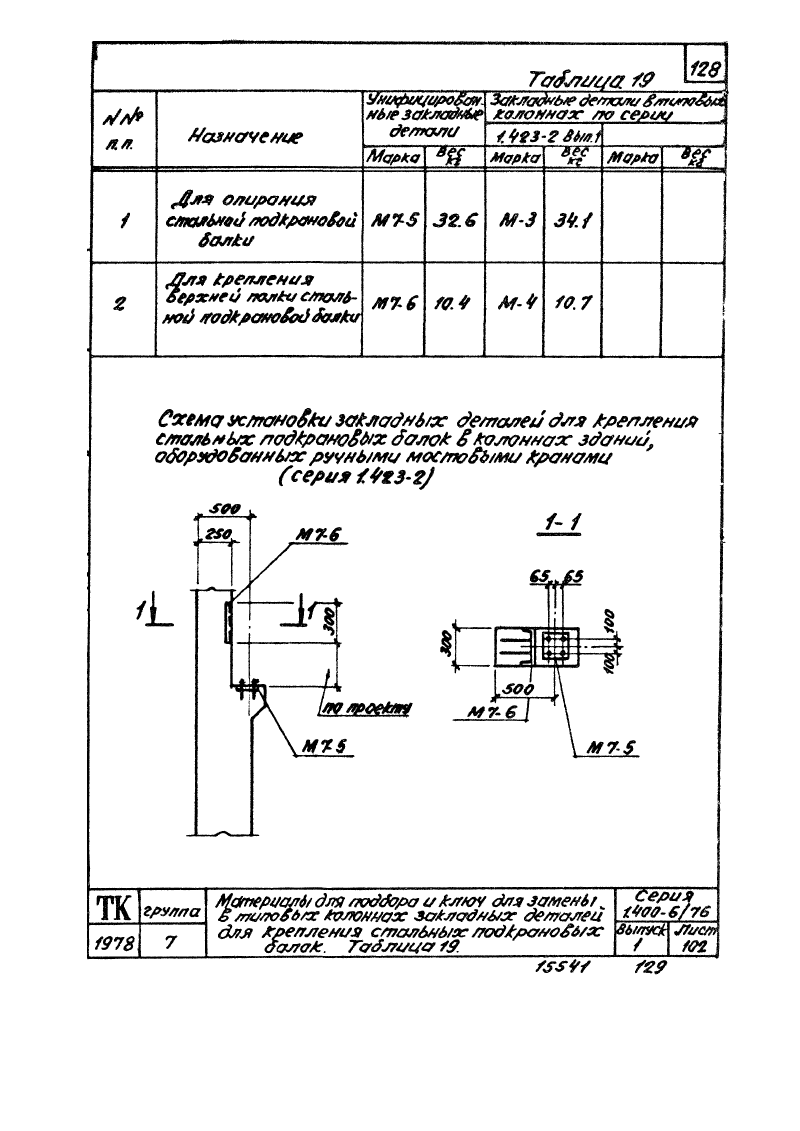 128
Таблица 19
N№
п.п.
Назначение
Унифицирован.
ные закладные
детали
Закладные детали в типовых
колоннах по серии
1.423-2 Вып.1
Марка
Вес
кг
Марка
Вес
кг
Марка
Вес
кг
1
Для опирания
стальной подкрановой
балки
М7-5
32.6
М-3
34.1
2
Для крепления
верхней полки сталь-
ной подкрановой балки
М7-6
10.4
М-4
10.7
Схема установки закладных деталей для крепления
стальных подкрановых балок в колоннах зданий,
оборудованных ручными мостовыми кранами
(серия 1.423-2)
500
250
М7-6
1
1
300
по проекту
М7-5
1-1
65
65
300
100
100
500
М7-6
М7-5
ТК
1978
группа
7
Материалы для подбора и ключ для замены
в типовых колоннах закладных деталей
для крепления стальных подкрановых
балок. Таблица 19.
Серия
1.400-6/76
Выпуск
1
Лист
102
15541
129